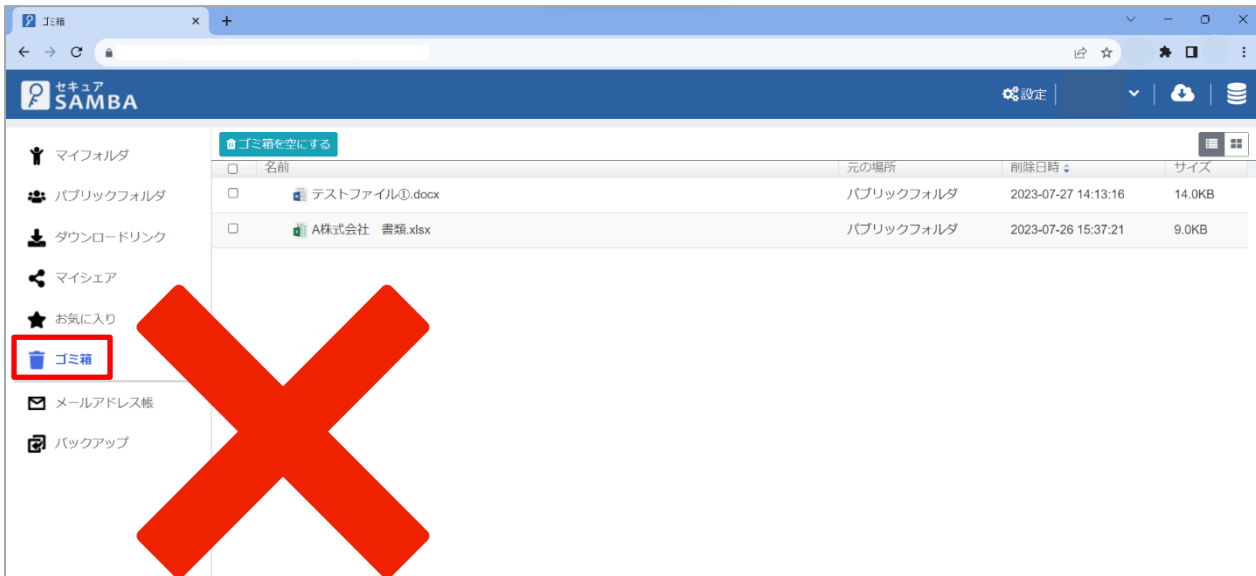 ゴミ箱
セキュア
SAMBA
設定
マイフォルダ
パブリックフォルダ
ダウンロードリンク
マイシェア
お気に入り
ゴミ箱
メールアドレス帳
バックアップ
ゴミ箱を空にする
名前 元の場所 削除日時 サイズ
テストファイル①.docx パブリックフォルダ 2023-07-27 14:13:16 14.0KB
A株式会社　書類.xlsx パブリックフォルダ 2023-07-26 15:37:21 9.0KB